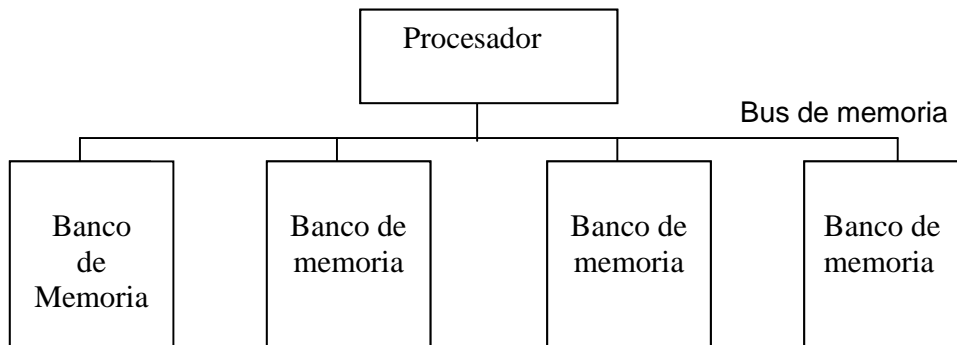 Procesador
Bus de memoria
Banco
de
Memoria
Banco de
memoria
Banco de
memoria
Banco de
memoria